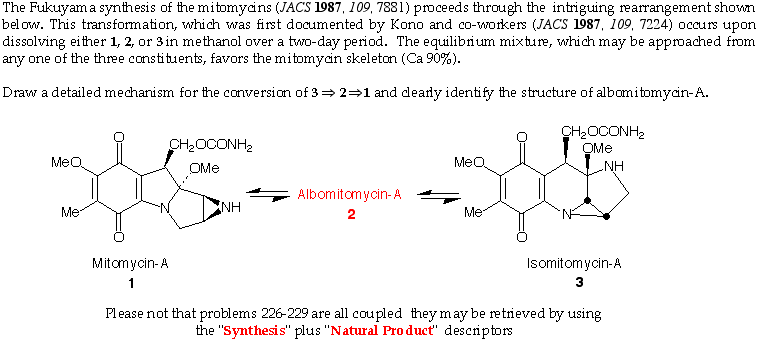 The Fukuyama synthesis of the mitomycins (JACS 1987, 109, 7881) proceeds through the intriguing rearrangement shown
below. This transformation, which was first documented by Kono and co-workers (JACS 1987, 109, 7224) occurs upon
dissolving either 1, 2, or 3 in methanol over a two-day period. The equilibrium mixture, which may be approached from
any one of the three constituents, favors the mitomycin skeleton (Ca 90%).
Draw a detailed mechanism for the conversion of 3 ⇒ 2 ⇒ 1 and clearly identify the structure of albomitomycin-A.
O CH2OCONH2 O CH2OCONH2
MeO OMe MeO OMe NH
Me N NH Albomitomycin-A Me N
O 2 O
Mitomycin-A Isomitomycin-A
1 3
Please not that problems 226-229 are all coupled they may be retrieved by using
the "Synthesis" plus "Natural Product" descriptors